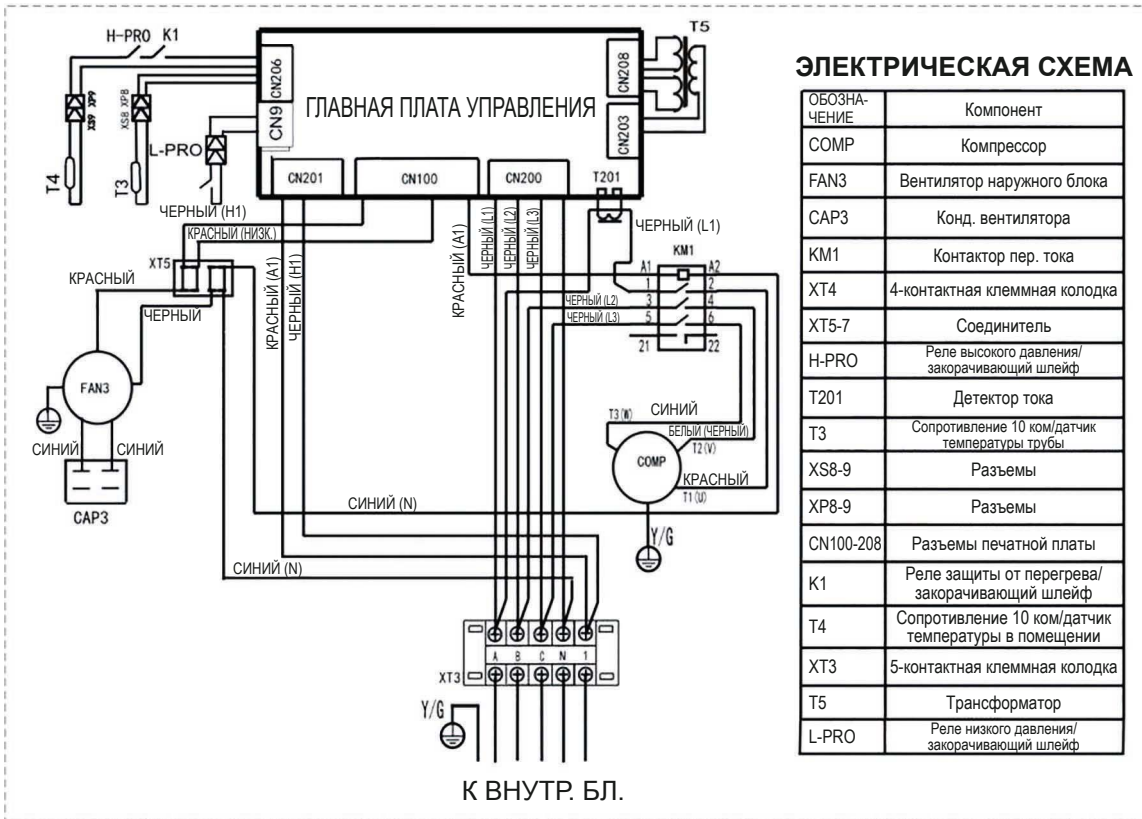 H-PRO K1
T5
CN206
CN208
ГЛАВНАЯ ПЛАТА УПРАВЛЕНИЯ
CN9
CN203
XS9 XP9
XS8 XP8
L-PRO
T4
T3
CN201
CN100
CN200
T201
ЧЕРНЫЙ (H1)
КРАСНЫЙ (НИЗК.)
КРАСНЫЙ (A1)
ЧЕРНЫЙ (L1)
ЧЕРНЫЙ (L2)
ЧЕРНЫЙ (L3)
ЧЕРНЫЙ (L1)
KM1
XT5
КРАСНЫЙ
ЧЕРНЫЙ
КРАСНЫЙ (A1)
ЧЕРНЫЙ (H1)
A1 A2
1 2
3 4
5 6
21 22
ЧЕРНЫЙ (L2)
ЧЕРНЫЙ (L3)
FAN3
СИНИЙ СИНИЙ
CAP3
T3 (W)
СИНИЙ
БЕЛЫЙ (ЧЕРНЫЙ)
T2 (V)
COMP
КРАСНЫЙ
T1 (U)
СИНИЙ (N)
Y/G
СИНИЙ (N)
A B C N 1
XT3
Y/G
К ВНУТР. БЛ.
ЭЛЕКТРИЧЕСКАЯ СХЕМА
ОБОЗНА-
ЧЕНИЕ
Компонент
COMP Компрессор
FAN3 Вентилятор наружного блока
CAP3 Конд. вентилятора
KM1 Контактор пер. тока
XT4 4-контактная клеммная колодка
XT5-7 Соединитель
H-PRO Реле высокого давления/
закорачивающий шлейф
T201 Детектор тока
T3 Сопротивление 10 ком/датчик
температуры трубы
XS8-9 Разъемы
XP8-9 Разъемы
CN100-208 Разъемы печатной платы
K1 Реле защиты от перегрева/
закорачивающий шлейф
T4 Сопротивление 10 ком/датчик
температуры в помещении
XT3 5-контактная клеммная колодка
T5 Трансформатор
L-PRO Реле низкого давления/
закорачивающий шлейф